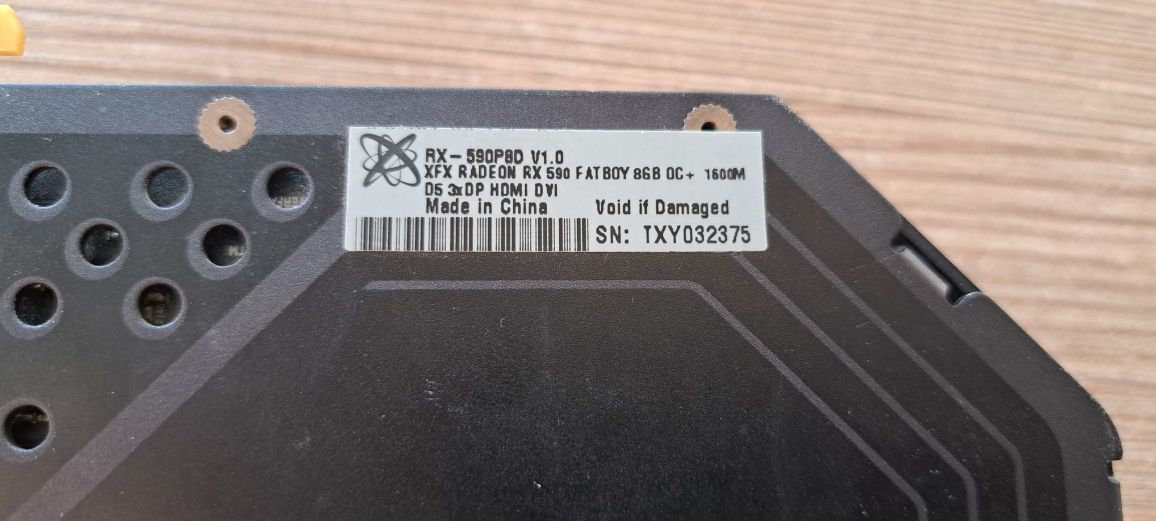 RX-590P8D V1.0
XFX RADEON RX 590 FATBOY 8GB OC+ 1600M
D5 3xDP HDMI DVI
Made in China Void if Damaged
SN: TXY032375